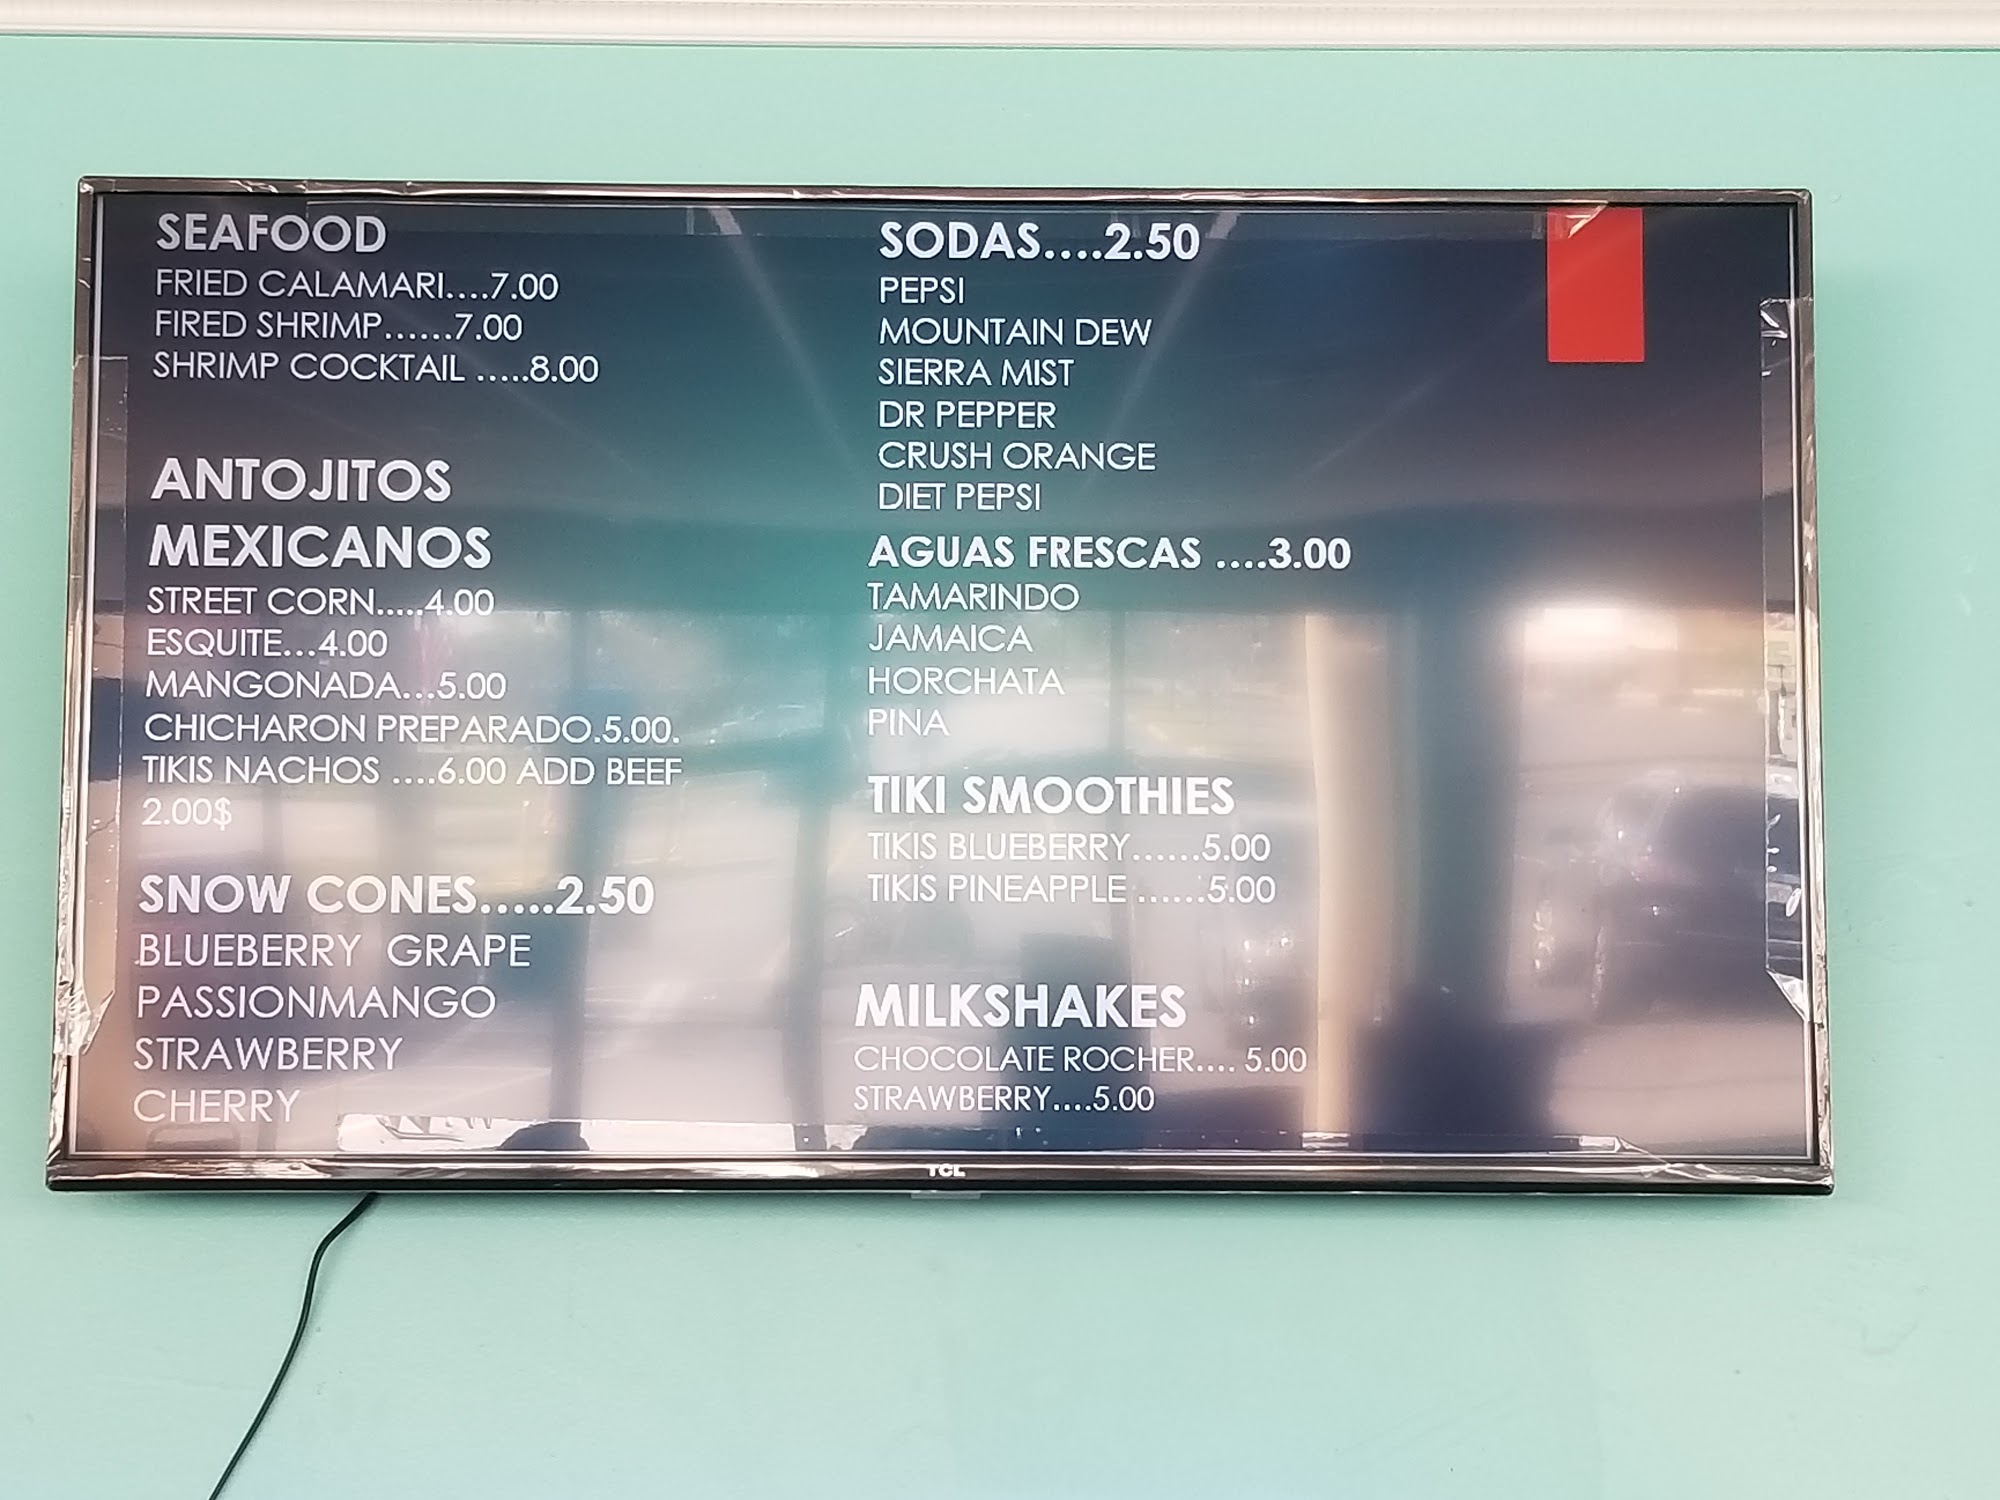 SEAFOOD
FRIED CALAMARI....7.00
FIRED SHRIMP......7.00
SHRIMP COCKTAIL .....8.00
ANTOJITOS
MEXICANOS
STREET CORN.....4.00
ESQUITE...4.00
MANGONADA...5.00
CHICHARON PREPARADO.5.00.
TIKIS NACHOS ....6.00 ADD BEEF
2.00$
SNOW CONES.....2.50
BLUEBERRY GRAPE
PASSIONMANGO
STRAWBERRY
CHERRY
SODAS....2.50
PEPSI
MOUNTAIN DEW
SIERRA MIST
DR PEPPER
CRUSH ORANGE
DIET PEPSI
AGUAS FRESCAS ....3.00
TAMARINDO
JAMAICA
HORCHATA
PINA
TIKI SMOOTHIES
TIKIS BLUEBERRY......5.00
TIKIS PINEAPPLE ......5.00
MILKSHAKES
CHOCOLATE ROCHER.... 5.00
STRAWBERRY....5.00
TCL